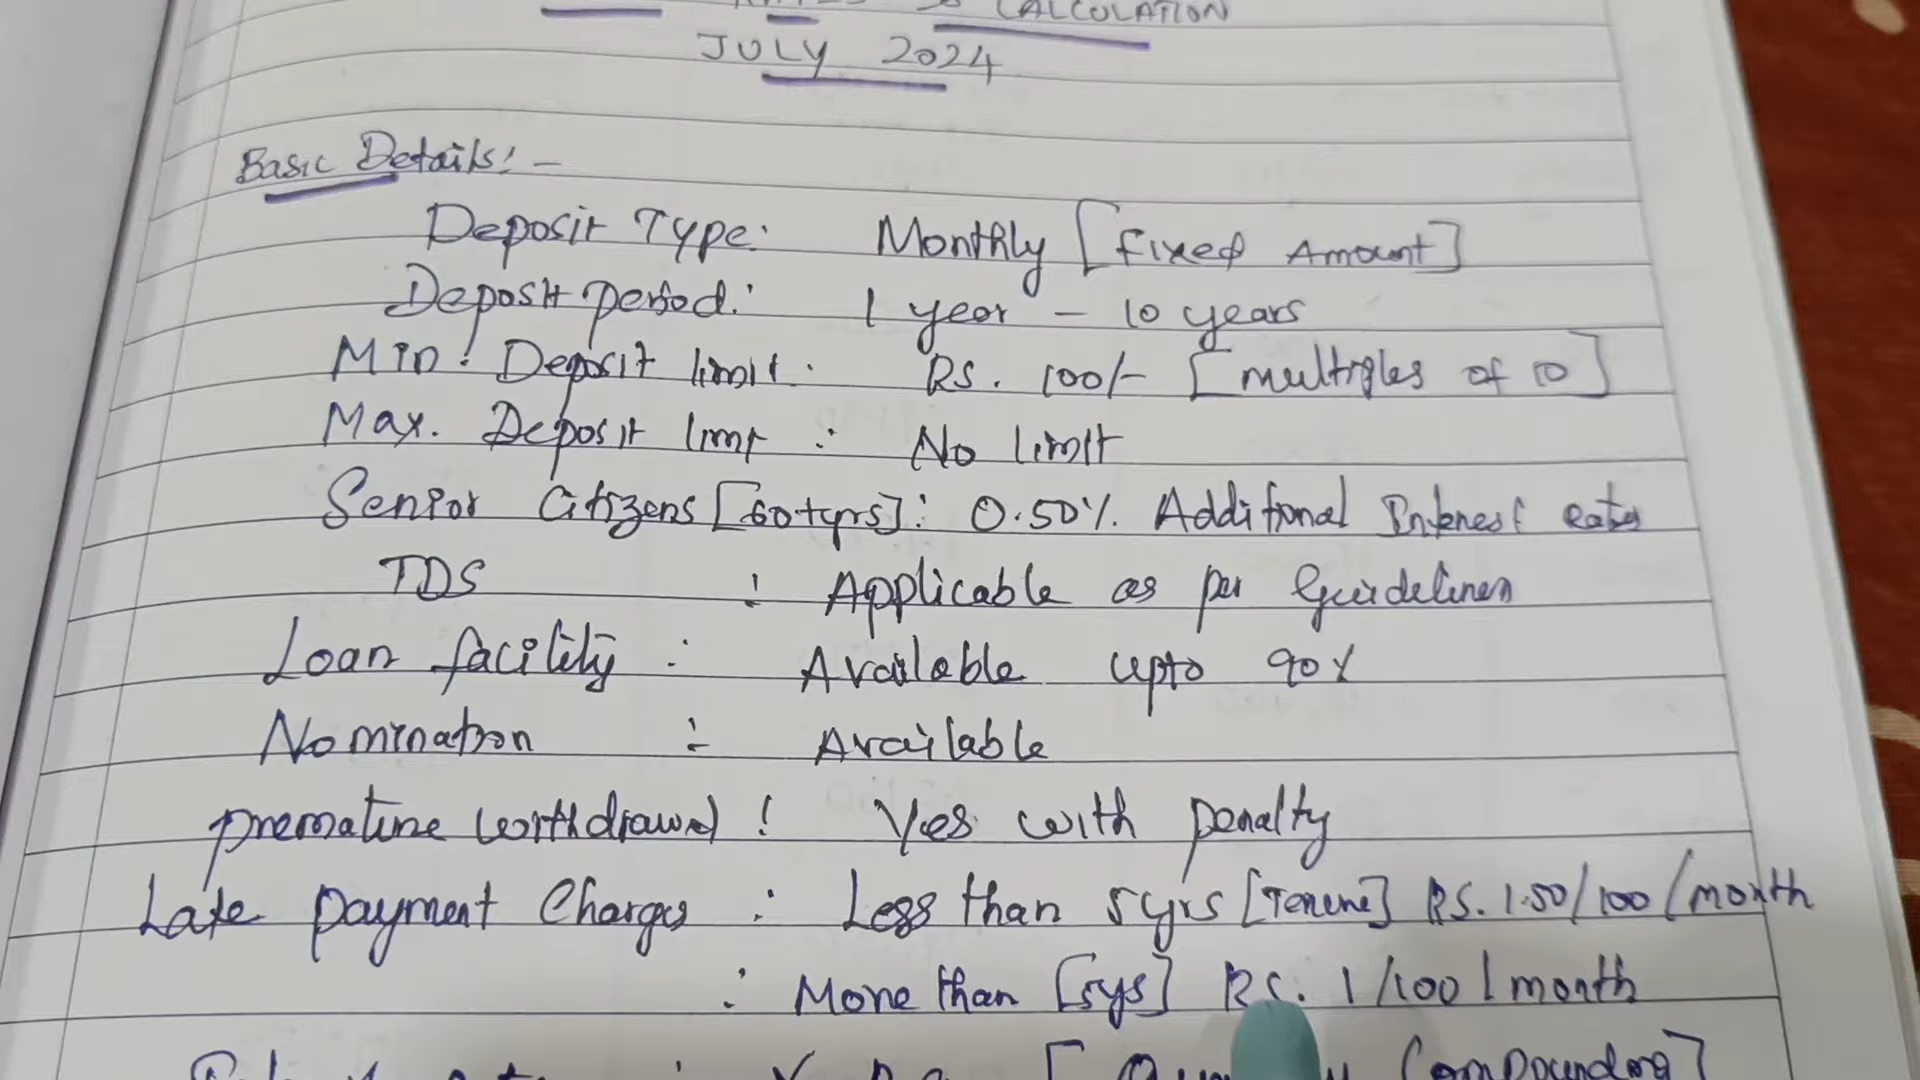 CALCULATION
JULY 2024
Basic Details: -
Deposit Type: Monthly [Fixed Amount]
Deposit period: 1 year - 10 years
Min. Deposit limit: RS. 100/- [multiples of 10]
Max. Deposit limit : No limit
Senior Citizens [60+yrs]: 0.50% Additional Interest Rates
TDS : Applicable as per Guidelines
Loan facility : Available upto 90%
Nomination :- Available
premature withdrawal : Yes with penalty
Late payment Charges : Less than 5yrs [Tenure] RS. 1.50/100/month
: More than [5ys] RS. 1/100/month
Compounding]